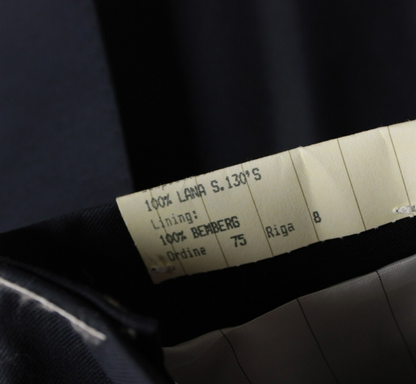 100% LANA S.130'S
Lining:
100% BEMBERG
Ordine 75 Riga 8